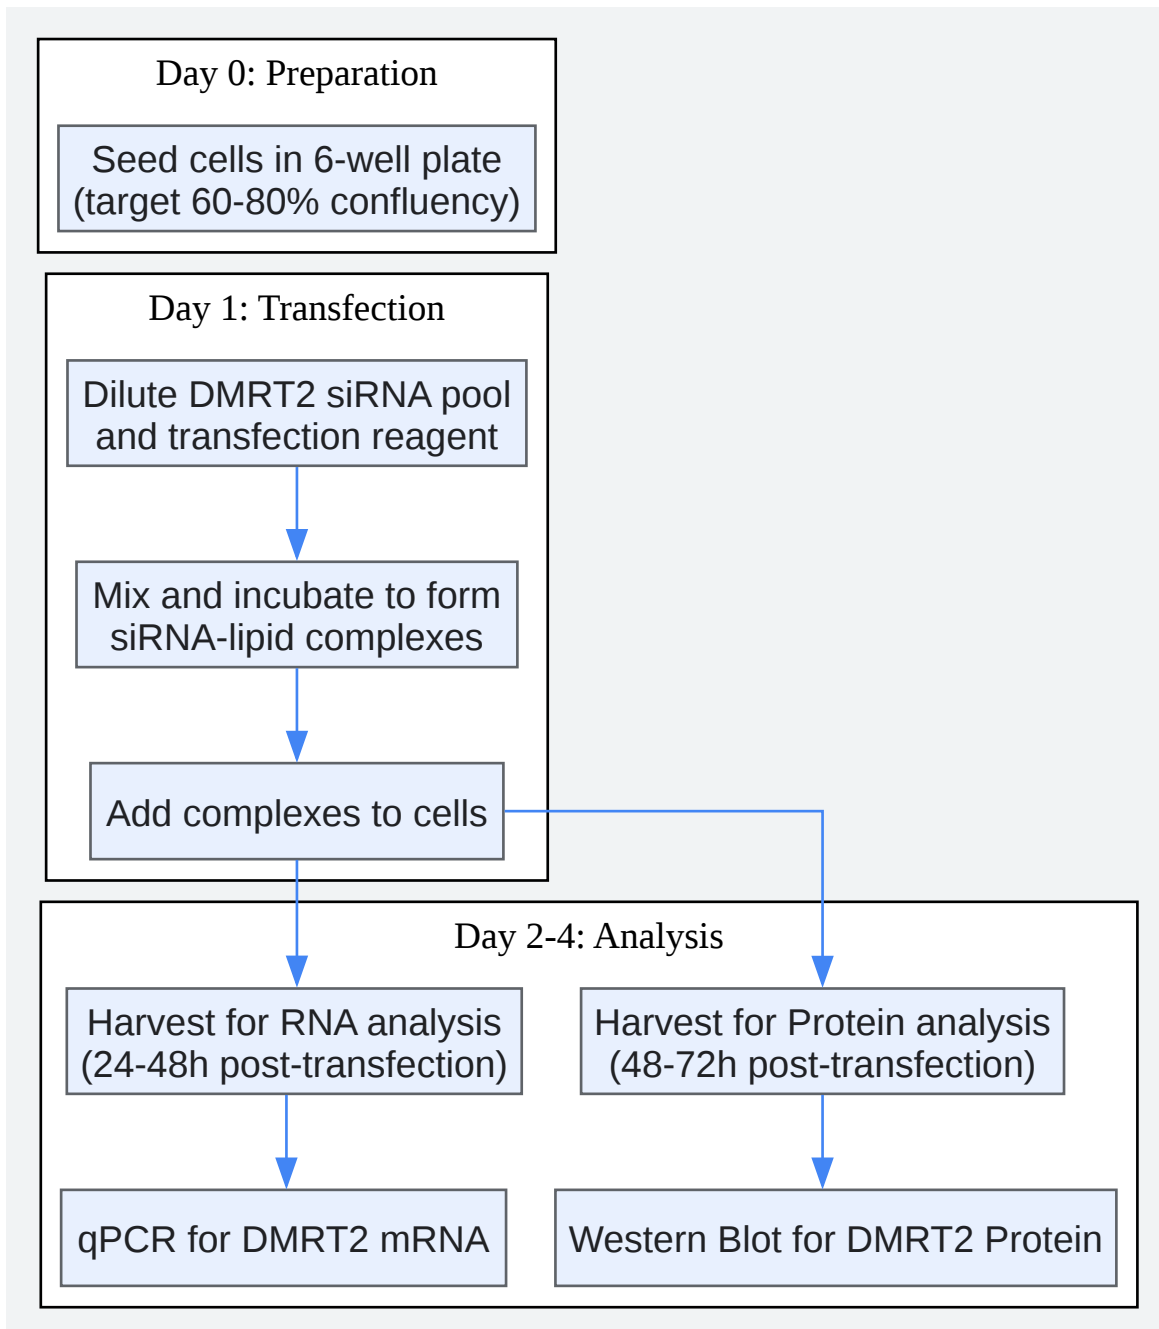 Day 0: Preparation
Seed cells in 6-well plate
(target 60-80% confluency)
Day 1: Transfection
Dilute DMRT2 siRNA pool
and transfection reagent
Mix and incubate to form
siRNA-lipid complexes
Add complexes to cells
Day 2-4: Analysis
Harvest for RNA analysis
(24-48h post-transfection)
Harvest for Protein analysis
(48-72h post-transfection)
qPCR for DMRT2 mRNA
Western Blot for DMRT2 Protein